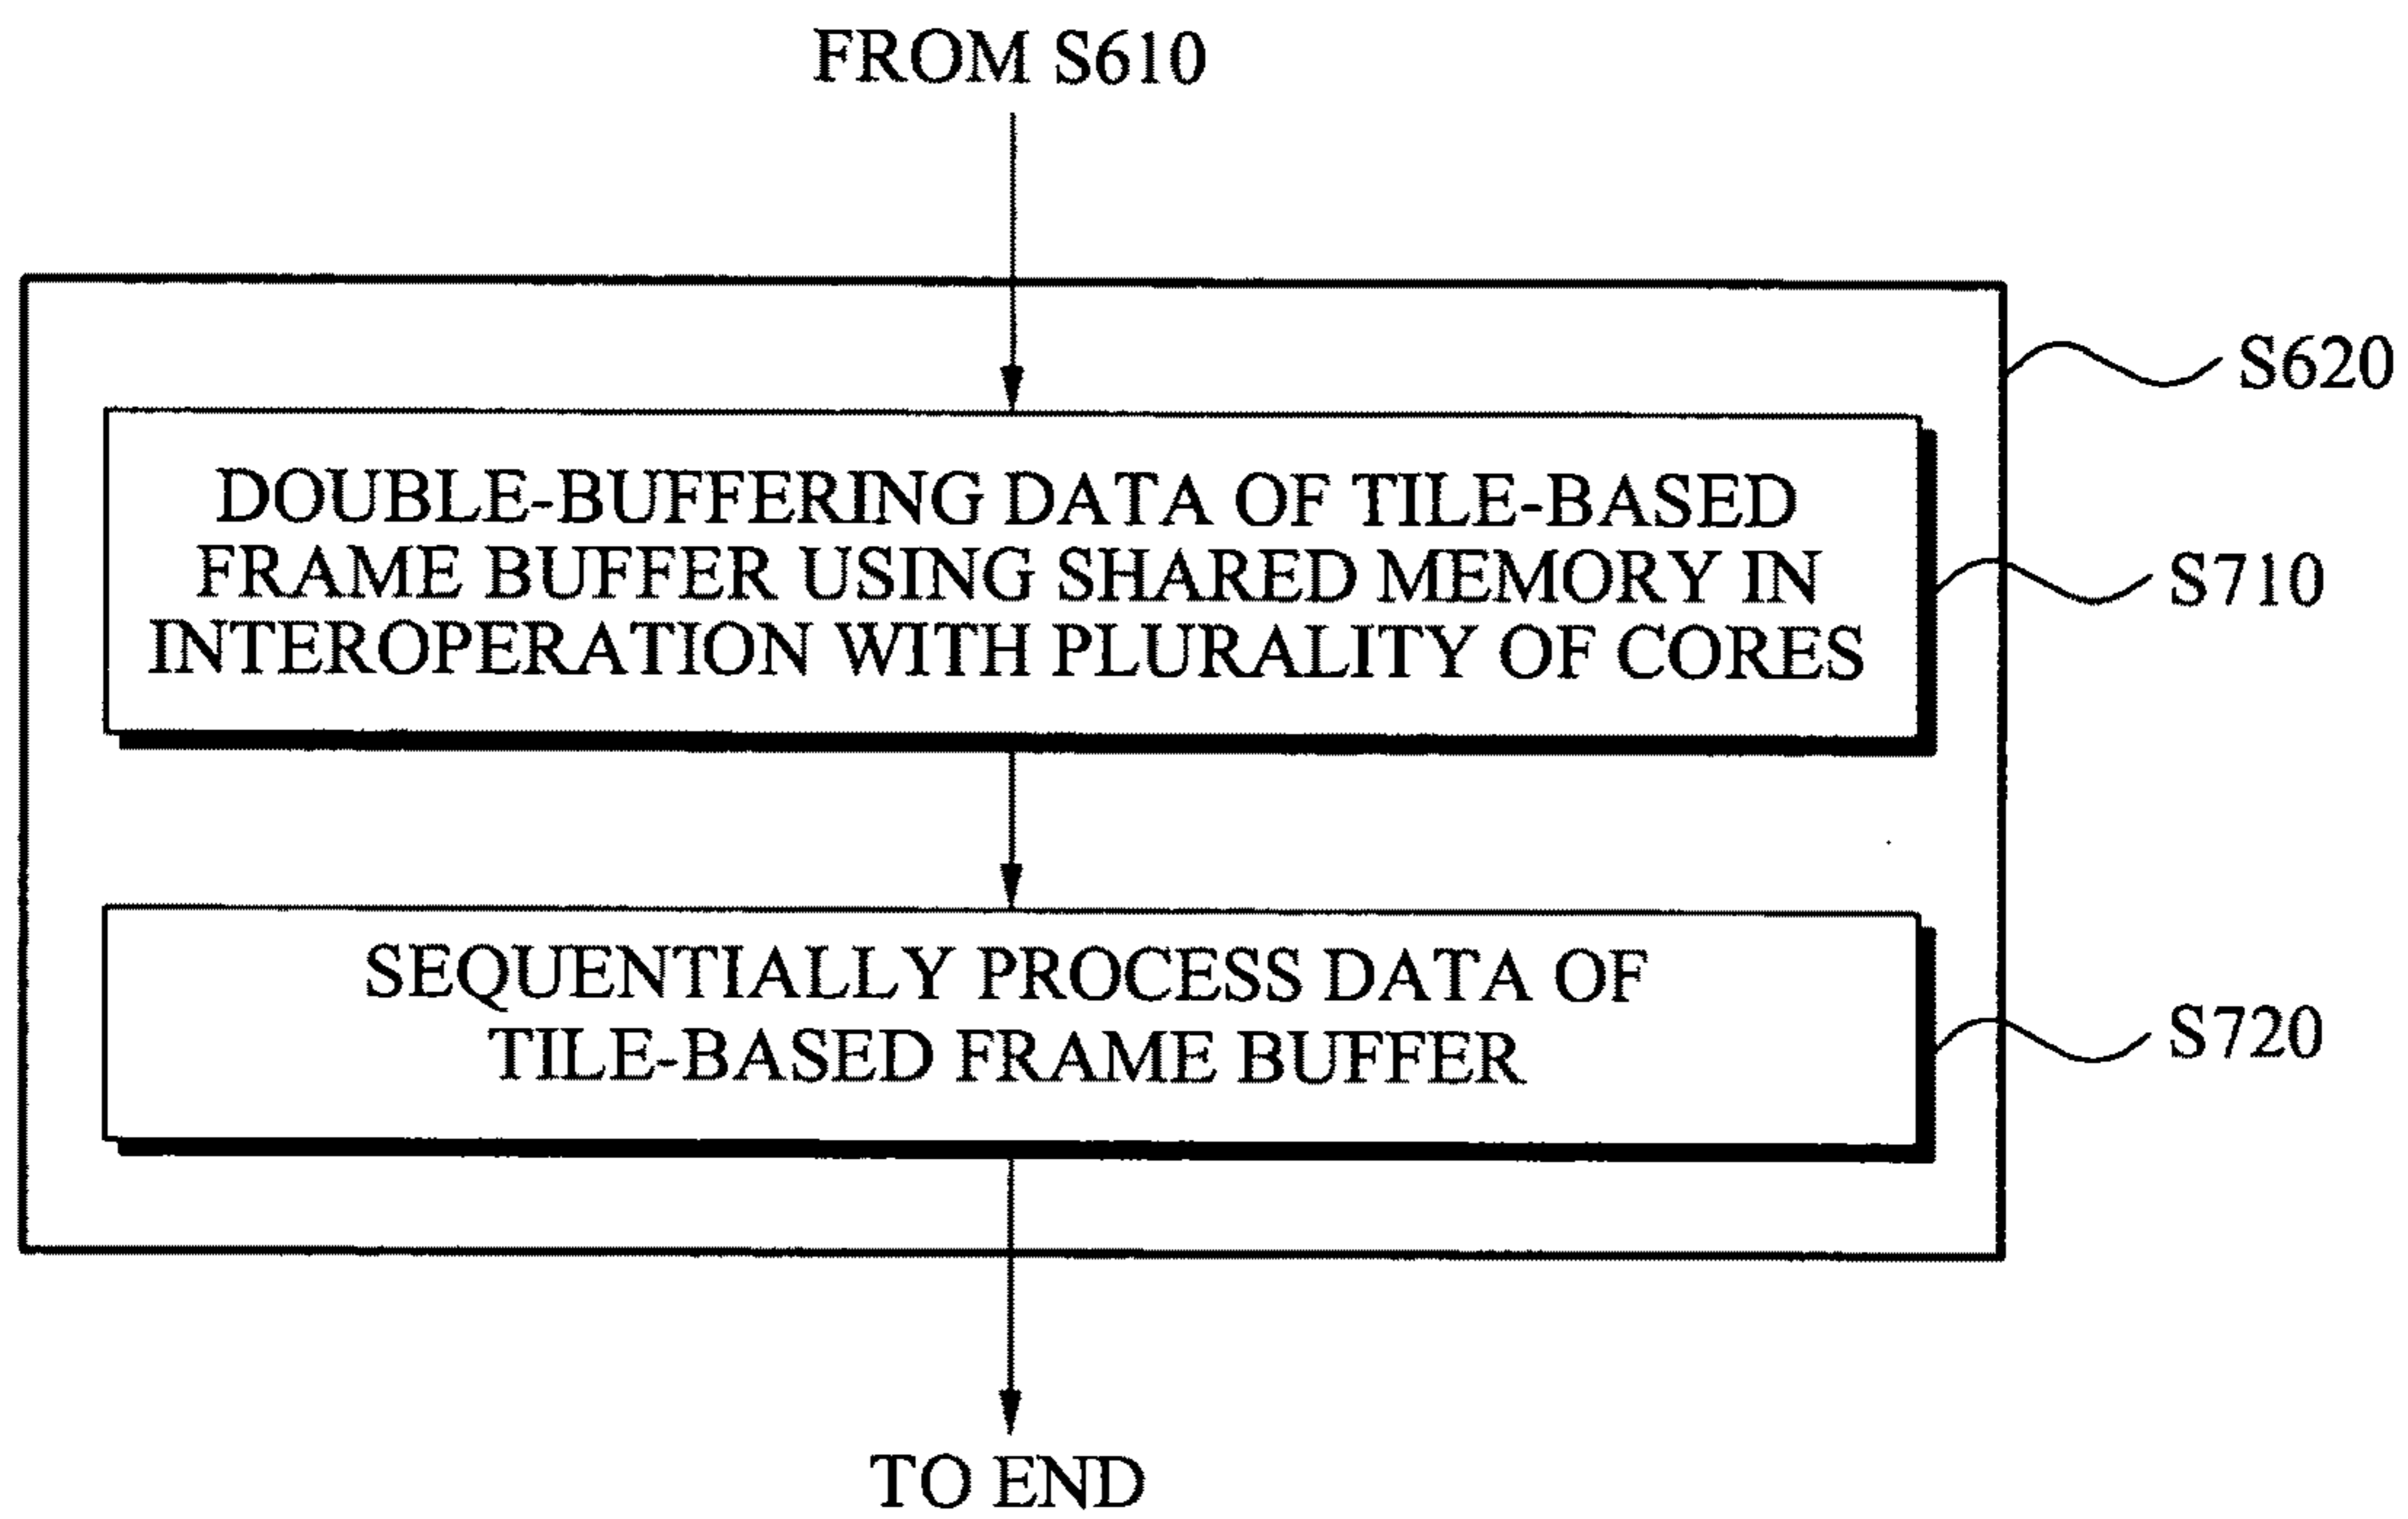 FROM S610
S620
DOUBLE-BUFFERING DATA OF TILE-BASED
FRAME BUFFER USING SHARED MEMORY IN
INTEROPERATION WITH PLURALITY OF CORES
S710
SEQUENTIALLY PROCESS DATA OF
TILE-BASED FRAME BUFFER
S720
TO END